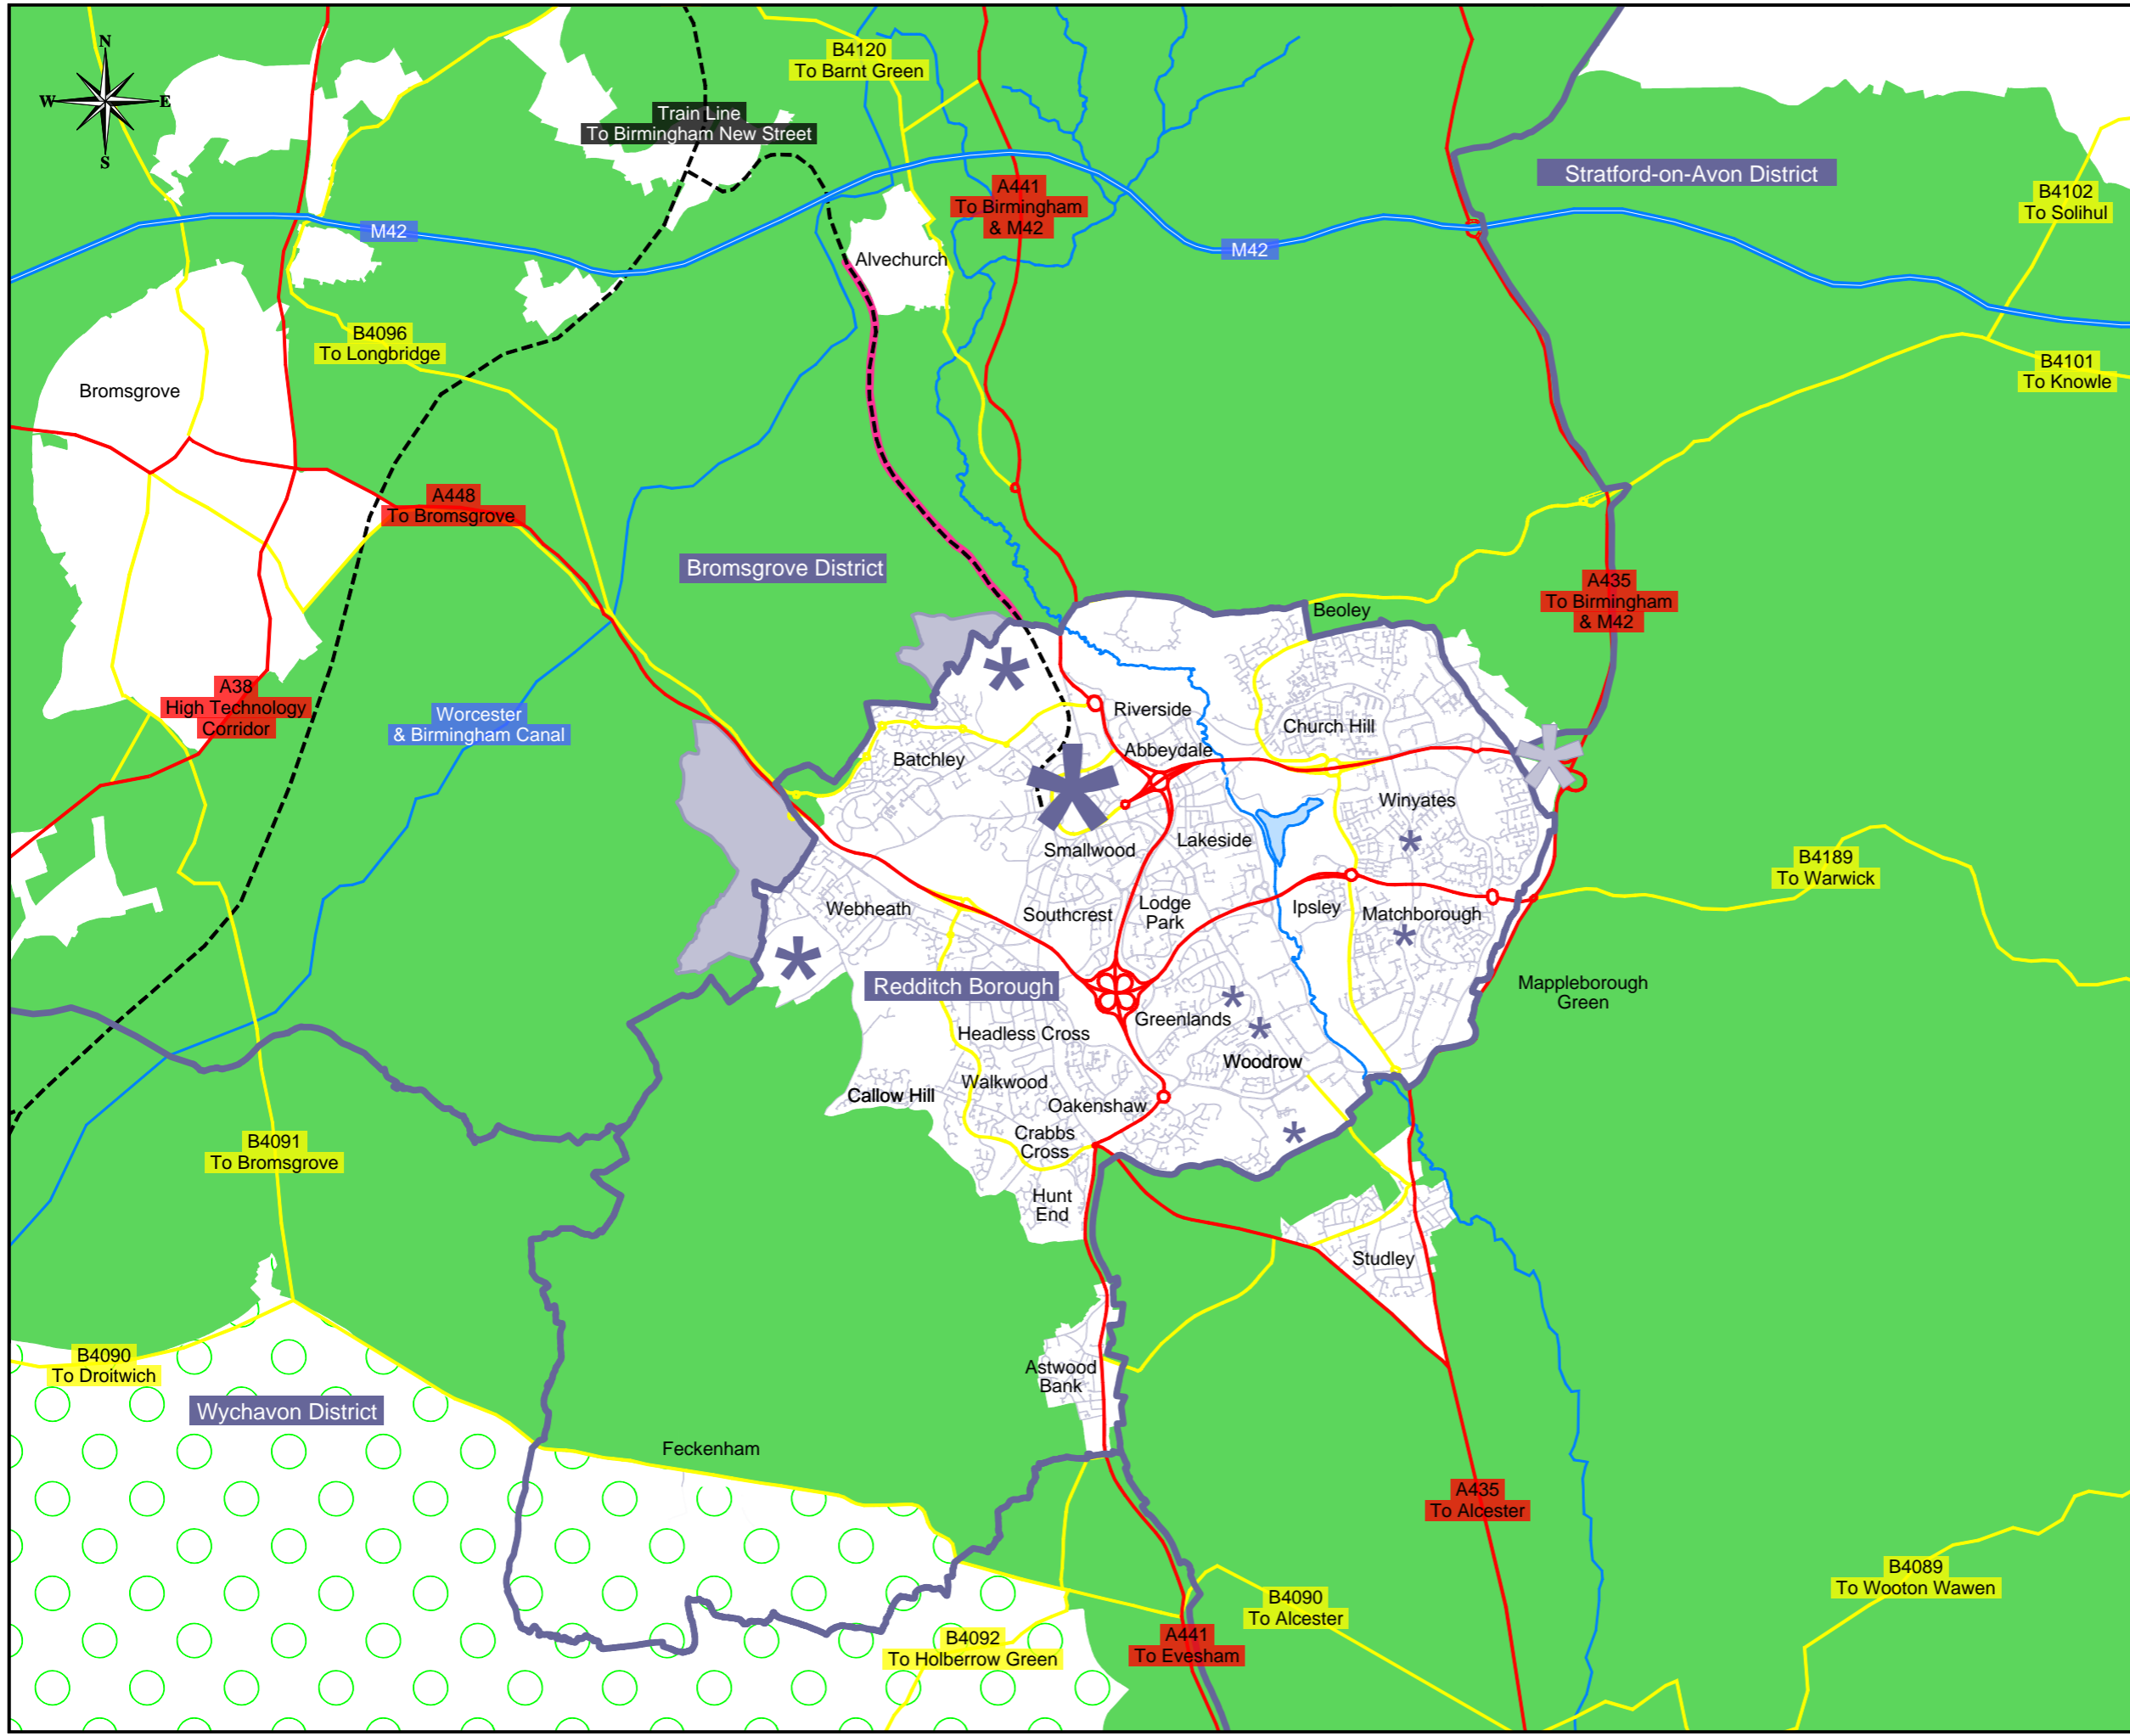 N
W
E
S
B4120
To Barnt Green
Train Line
To Birmingham New Street
A441
To Birmingham
& M42
Stratford-on-Avon District
B4102
To Solihul
M42
M42
Alvechurch
B4096
To Longbridge
B4101
To Knowle
Bromsgrove
A448
To Bromsgrove
Bromsgrove District
A435
To Birmingham
& M42
Beoley
A38
High Technology
Corridor
Worcester
& Birmingham Canal
Riverside
Church Hill
Abbeydale
Batchley
Winyates
Smallwood
Lakeside
B4189
To Warwick
Webheath
Southcrest
Lodge
Park
Ipsley
Matchborough
Redditch Borough
Mappleborough
Green
Greenlands
Headless Cross
Woodrow
Walkwood
Callow Hill
Oakenshaw
Crabbs
Cross
B4091
To Bromsgrove
Hunt
End
Studley
B4090
To Droitwich
Astwood
Bank
Wychavon District
Feckenham
A435
To Alcester
B4089
To Wooton Wawen
B4090
To Alcester
B4092
To Holberrow Green
A441
To Evesham